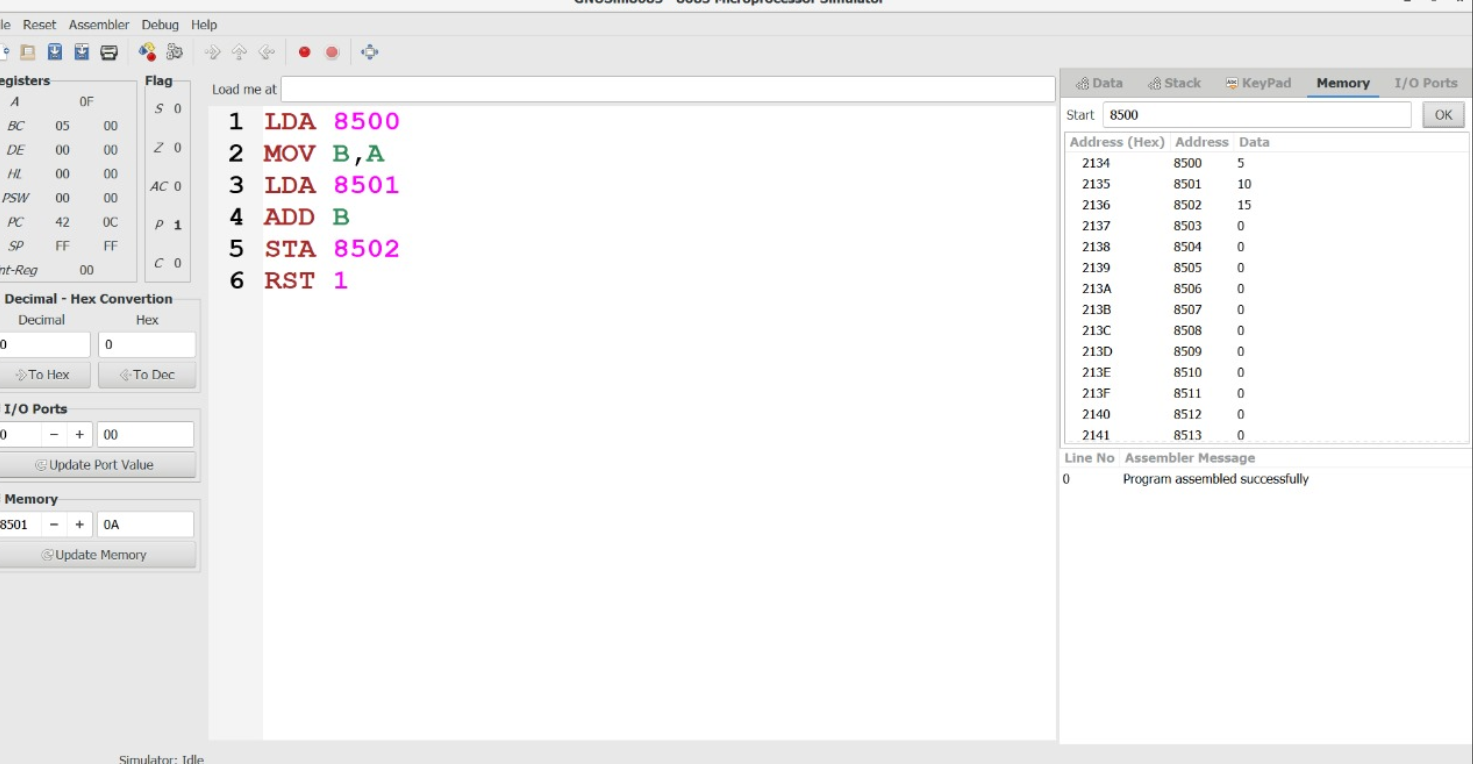 GNUSim8085 - 8085 Microprocessor Simulator
Reset Assembler Debug Help
Registers
Flag
A 0F
BC 05 00
DE 00 00
HL 00 00
PSW 00 00
PC 42 0C
SP FF FF
Int-Reg 00
S 0
Z 0
AC 0
P 1
C 0
Decimal - Hex Convertion
Decimal Hex
0 0
To Hex To Dec
I/O Ports
0 - + 00
Update Port Value
Memory
8501 - + 0A
Update Memory
Load me at
1 LDA 8500
2 MOV B,A
3 LDA 8501
4 ADD B
5 STA 8502
6 RST 1
Data Stack KeyPad Memory I/O Ports
Start 8500 OK
Address (Hex) Address Data
2134 8500 5
2135 8501 10
2136 8502 15
2137 8503 0
2138 8504 0
2139 8505 0
213A 8506 0
213B 8507 0
213C 8508 0
213D 8509 0
213E 8510 0
213F 8511 0
2140 8512 0
2141 8513 0
Line No Assembler Message
0 Program assembled successfully
Simulator: Idle